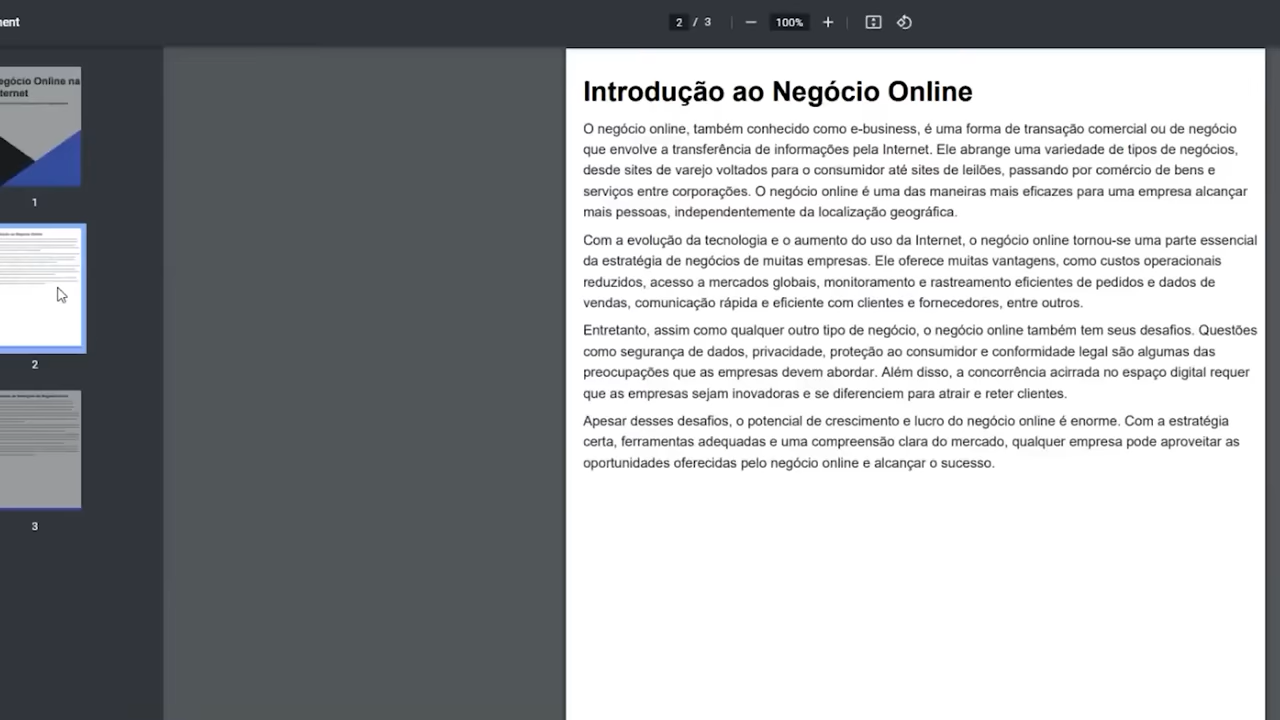 ment
2 / 3
100%
egócio Online na
ternet
1
2
3
Introdução ao Negócio Online
O negócio online, também conhecido como e-business, é uma forma de transação comercial ou de negócio
que envolve a transferência de informações pela Internet. Ele abrange uma variedade de tipos de negócios,
desde sites de varejo voltados para o consumidor até sites de leilões, passando por comércio de bens e
serviços entre corporações. O negócio online é uma das maneiras mais eficazes para uma empresa alcançar
mais pessoas, independentemente da localização geográfica.
Com a evolução da tecnologia e o aumento do uso da Internet, o negócio online tornou-se uma parte essencial
da estratégia de negócios de muitas empresas. Ele oferece muitas vantagens, como custos operacionais
reduzidos, acesso a mercados globais, monitoramento e rastreamento eficientes de pedidos e dados de
vendas, comunicação rápida e eficiente com clientes e fornecedores, entre outros.
Entretanto, assim como qualquer outro tipo de negócio, o negócio online também tem seus desafios. Questões
como segurança de dados, privacidade, proteção ao consumidor e conformidade legal são algumas das
preocupações que as empresas devem abordar. Além disso, a concorrência acirrada no espaço digital requer
que as empresas sejam inovadoras e se diferenciem para atrair e reter clientes.
Apesar desses desafios, o potencial de crescimento e lucro do negócio online é enorme. Com a estratégia
certa, ferramentas adequadas e uma compreensão clara do mercado, qualquer empresa pode aproveitar as
oportunidades oferecidas pelo negócio online e alcançar o sucesso.